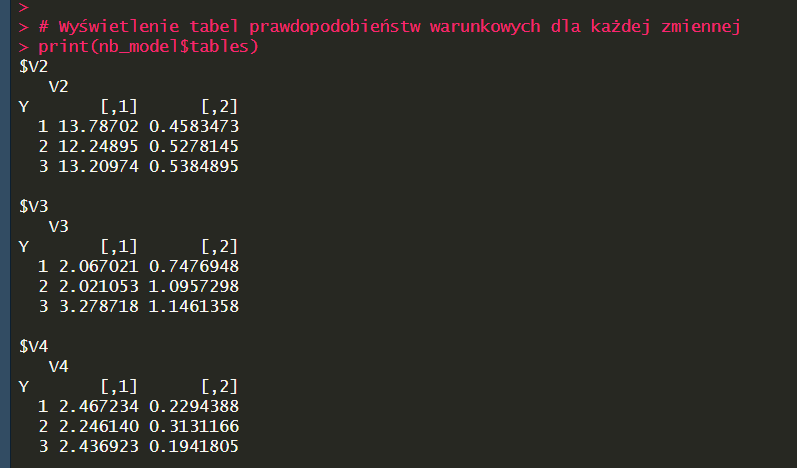 >
> # Wyświetlenie tabel prawdopodobieństw warunkowych dla każdej zmiennej
> print(nb_model$tables)
$V2
   V2
Y       [,1]      [,2]
  1 13.78702 0.4583473
  2 12.24895 0.5278145
  3 13.20974 0.5384895

$V3
   V3
Y       [,1]      [,2]
  1 2.067021 0.7476948
  2 2.021053 1.0957298
  3 3.278718 1.1461358

$V4
   V4
Y       [,1]      [,2]
  1 2.467234 0.2294388
  2 2.246140 0.3131166
  3 2.436923 0.1941805